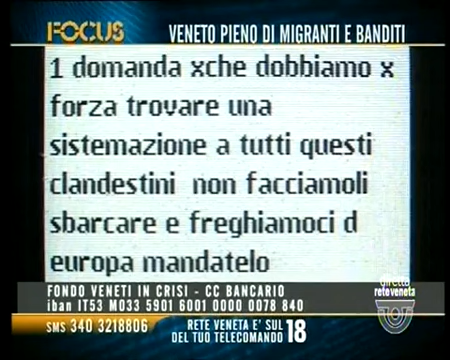 FOCUS
VENETO PIENO DI MIGRANTI E BANDITI
1 domanda xche dobbiamo x
forza trovare una
sistemazione a tutti questi
clandestini non facciamoli
sbarcare e freghiamoci d
europa mandatelo
diretta
reteveneta
FONDO VENETI IN CRISI - CC BANCARIO
iban IT53 M033 5901 6001 0000 0078 840
SMS 340 3218806
RETE VENETA E' SUL 18
DEL TUO TELECOMANDO